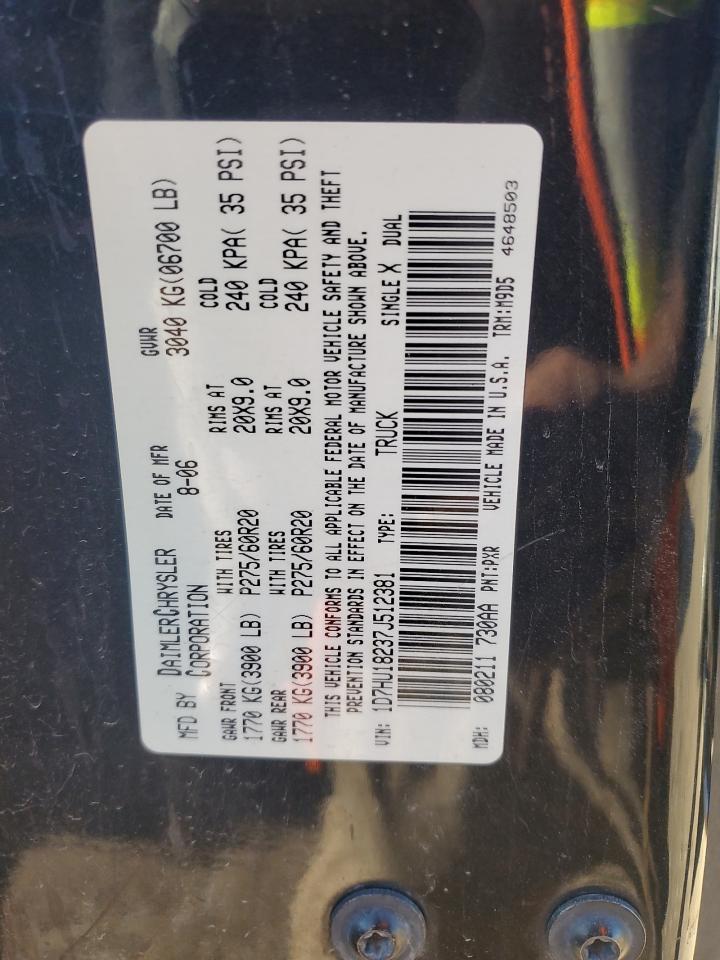 MFD BY DAIMLERCHRYSLER CORPORATION DATE OF MFR 8-06 GVWR 3040 KG(06700 LB)
GAWR FRONT WITH TIRES RIMS AT COLD
1770 KG(3900 LB) P275/60R20 20X9.0 240 KPA( 35 PSI)
GAWR REAR WITH TIRES RIMS AT COLD
1770 KG(3900 LB) P275/60R20 20X9.0 240 KPA( 35 PSI)
THIS VEHICLE CONFORMS TO ALL APPLICABLE FEDERAL MOTOR VEHICLE SAFETY AND THEFT
PREVENTION STANDARDS IN EFFECT ON THE DATE OF MANUFACTURE SHOWN ABOVE.
VIN: 1D7HU18237J512381 TYPE: TRUCK SINGLE X DUAL
MDH: 080211 730AA PNT:PXR VEHICLE MADE IN U.S.A. TRM:M9D5 4648503